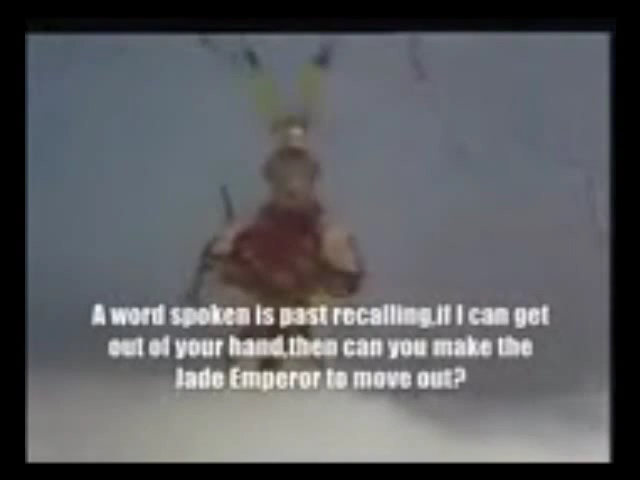 A word spoken is past recalling,if I can get
out of your hand,then can you make the
Jade Emperor to move out?